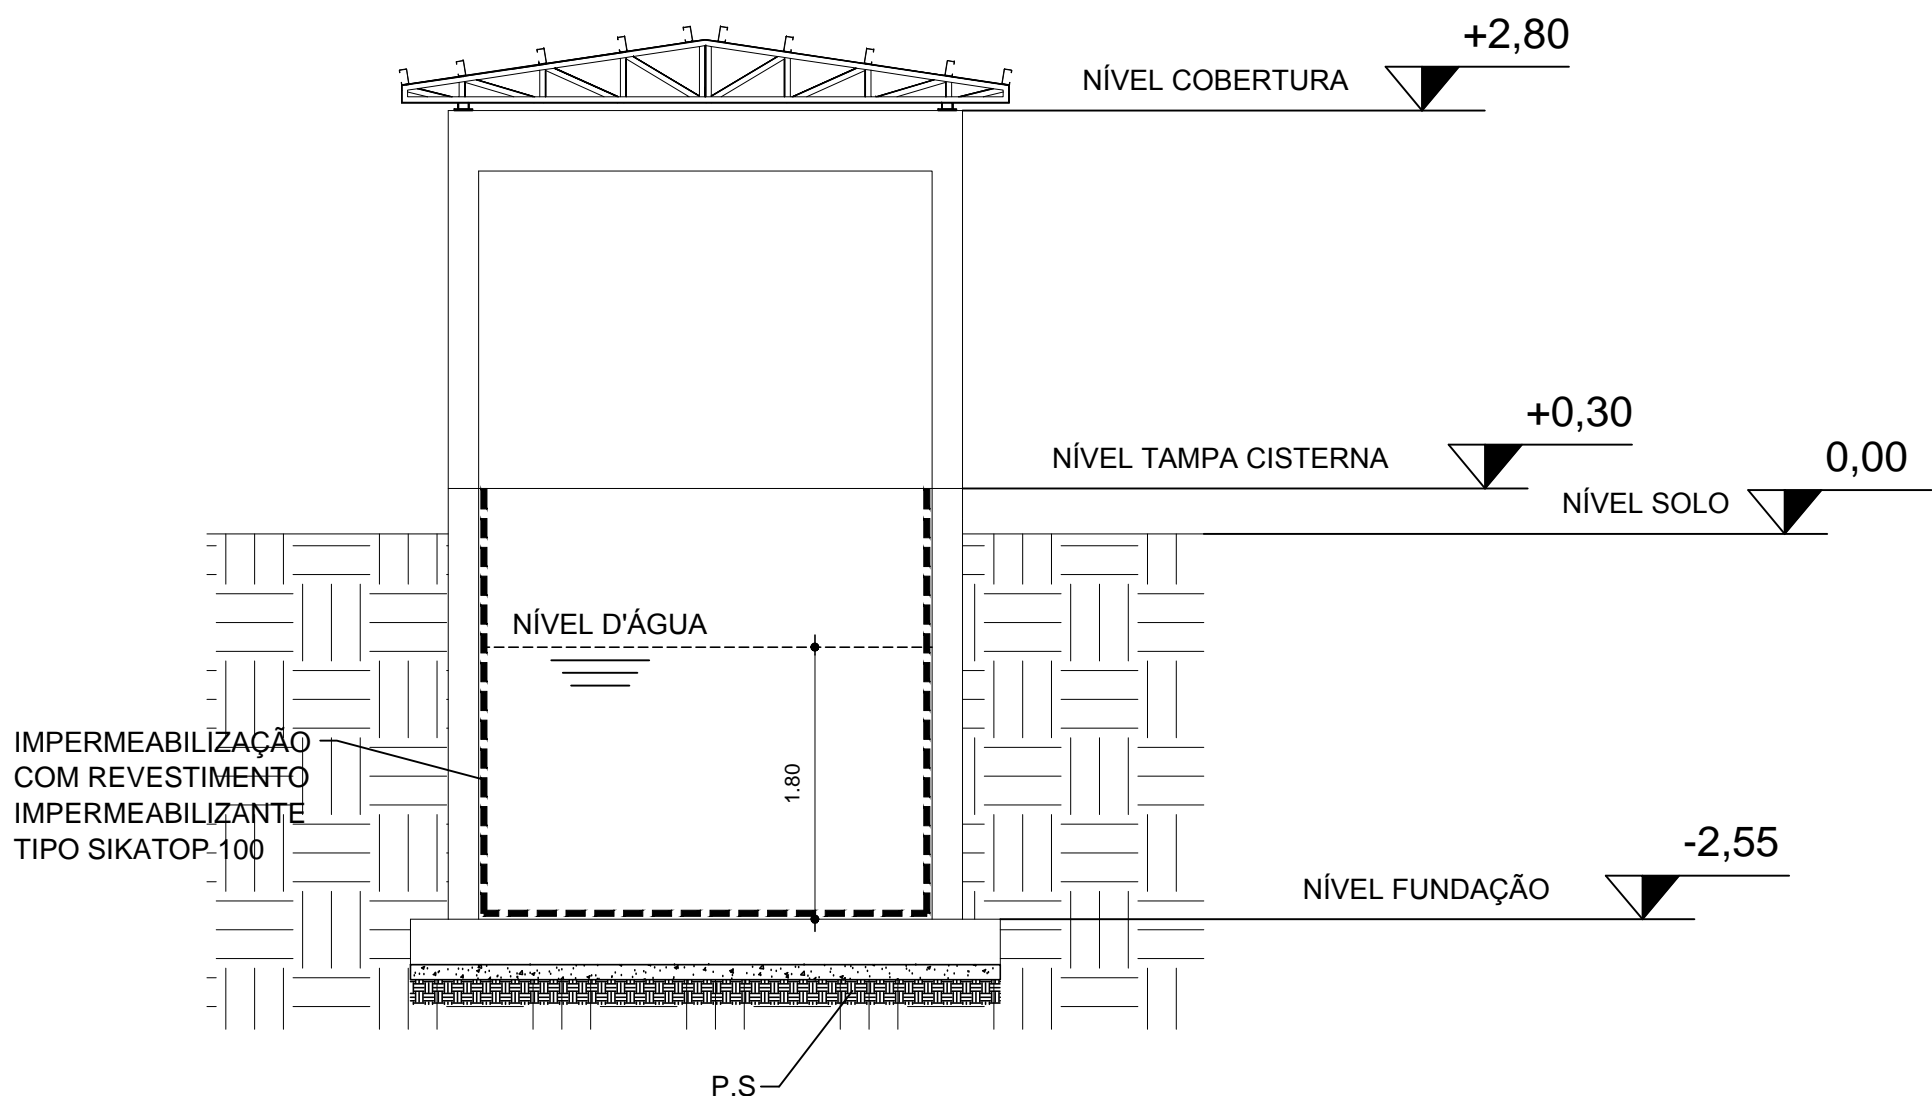 +2,80
NÍVEL COBERTURA
+0,30
NÍVEL TAMPA CISTERNA
0,00
NÍVEL SOLO
NÍVEL D'ÁGUA
IMPERMEABILIZAÇÃO
COM REVESTIMENTO
IMPERMEABILIZANTE
TIPO SIKATOP 100
1.80
-2,55
NÍVEL FUNDAÇÃO
P.S